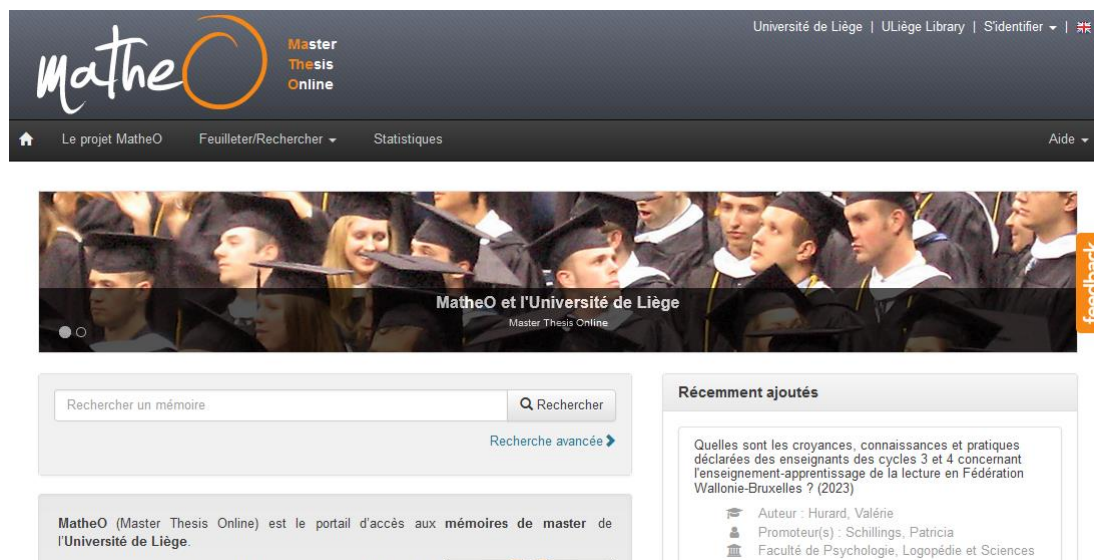 Université de Liège | ULiège Library | S'identifier |
matheO
Master
Thesis
Online
Le projet MatheO Feuilleter/Rechercher Statistiques Aide
feedback
MatheO et l'Université de Liège
Master Thesis Online
Rechercher un mémoire Rechercher
Recherche avancée
MatheO (Master Thesis Online) est le portail d'accès aux mémoires de master de
l'Université de Liège.
Récemment ajoutés
Quelles sont les croyances, connaissances et pratiques
déclarées des enseignants des cycles 3 et 4 concernant
l'enseignement-apprentissage de la lecture en Fédération
Wallonie-Bruxelles ? (2023)
Auteur : Hurard, Valérie
Promoteur(s) : Schillings, Patricia
Faculté de Psychologie, Logopédie et Sciences